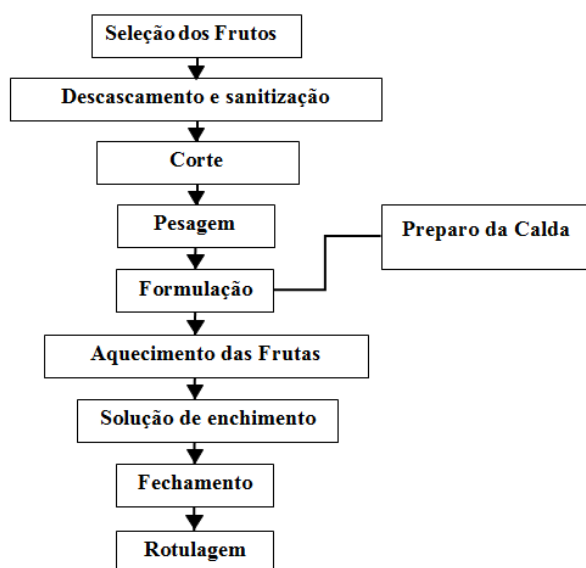 Seleção dos Frutos
Descascamento e sanitização
Corte
Pesagem
Preparo da Calda
Formulação
Aquecimento das Frutas
Solução de enchimento
Fechamento
Rotulagem